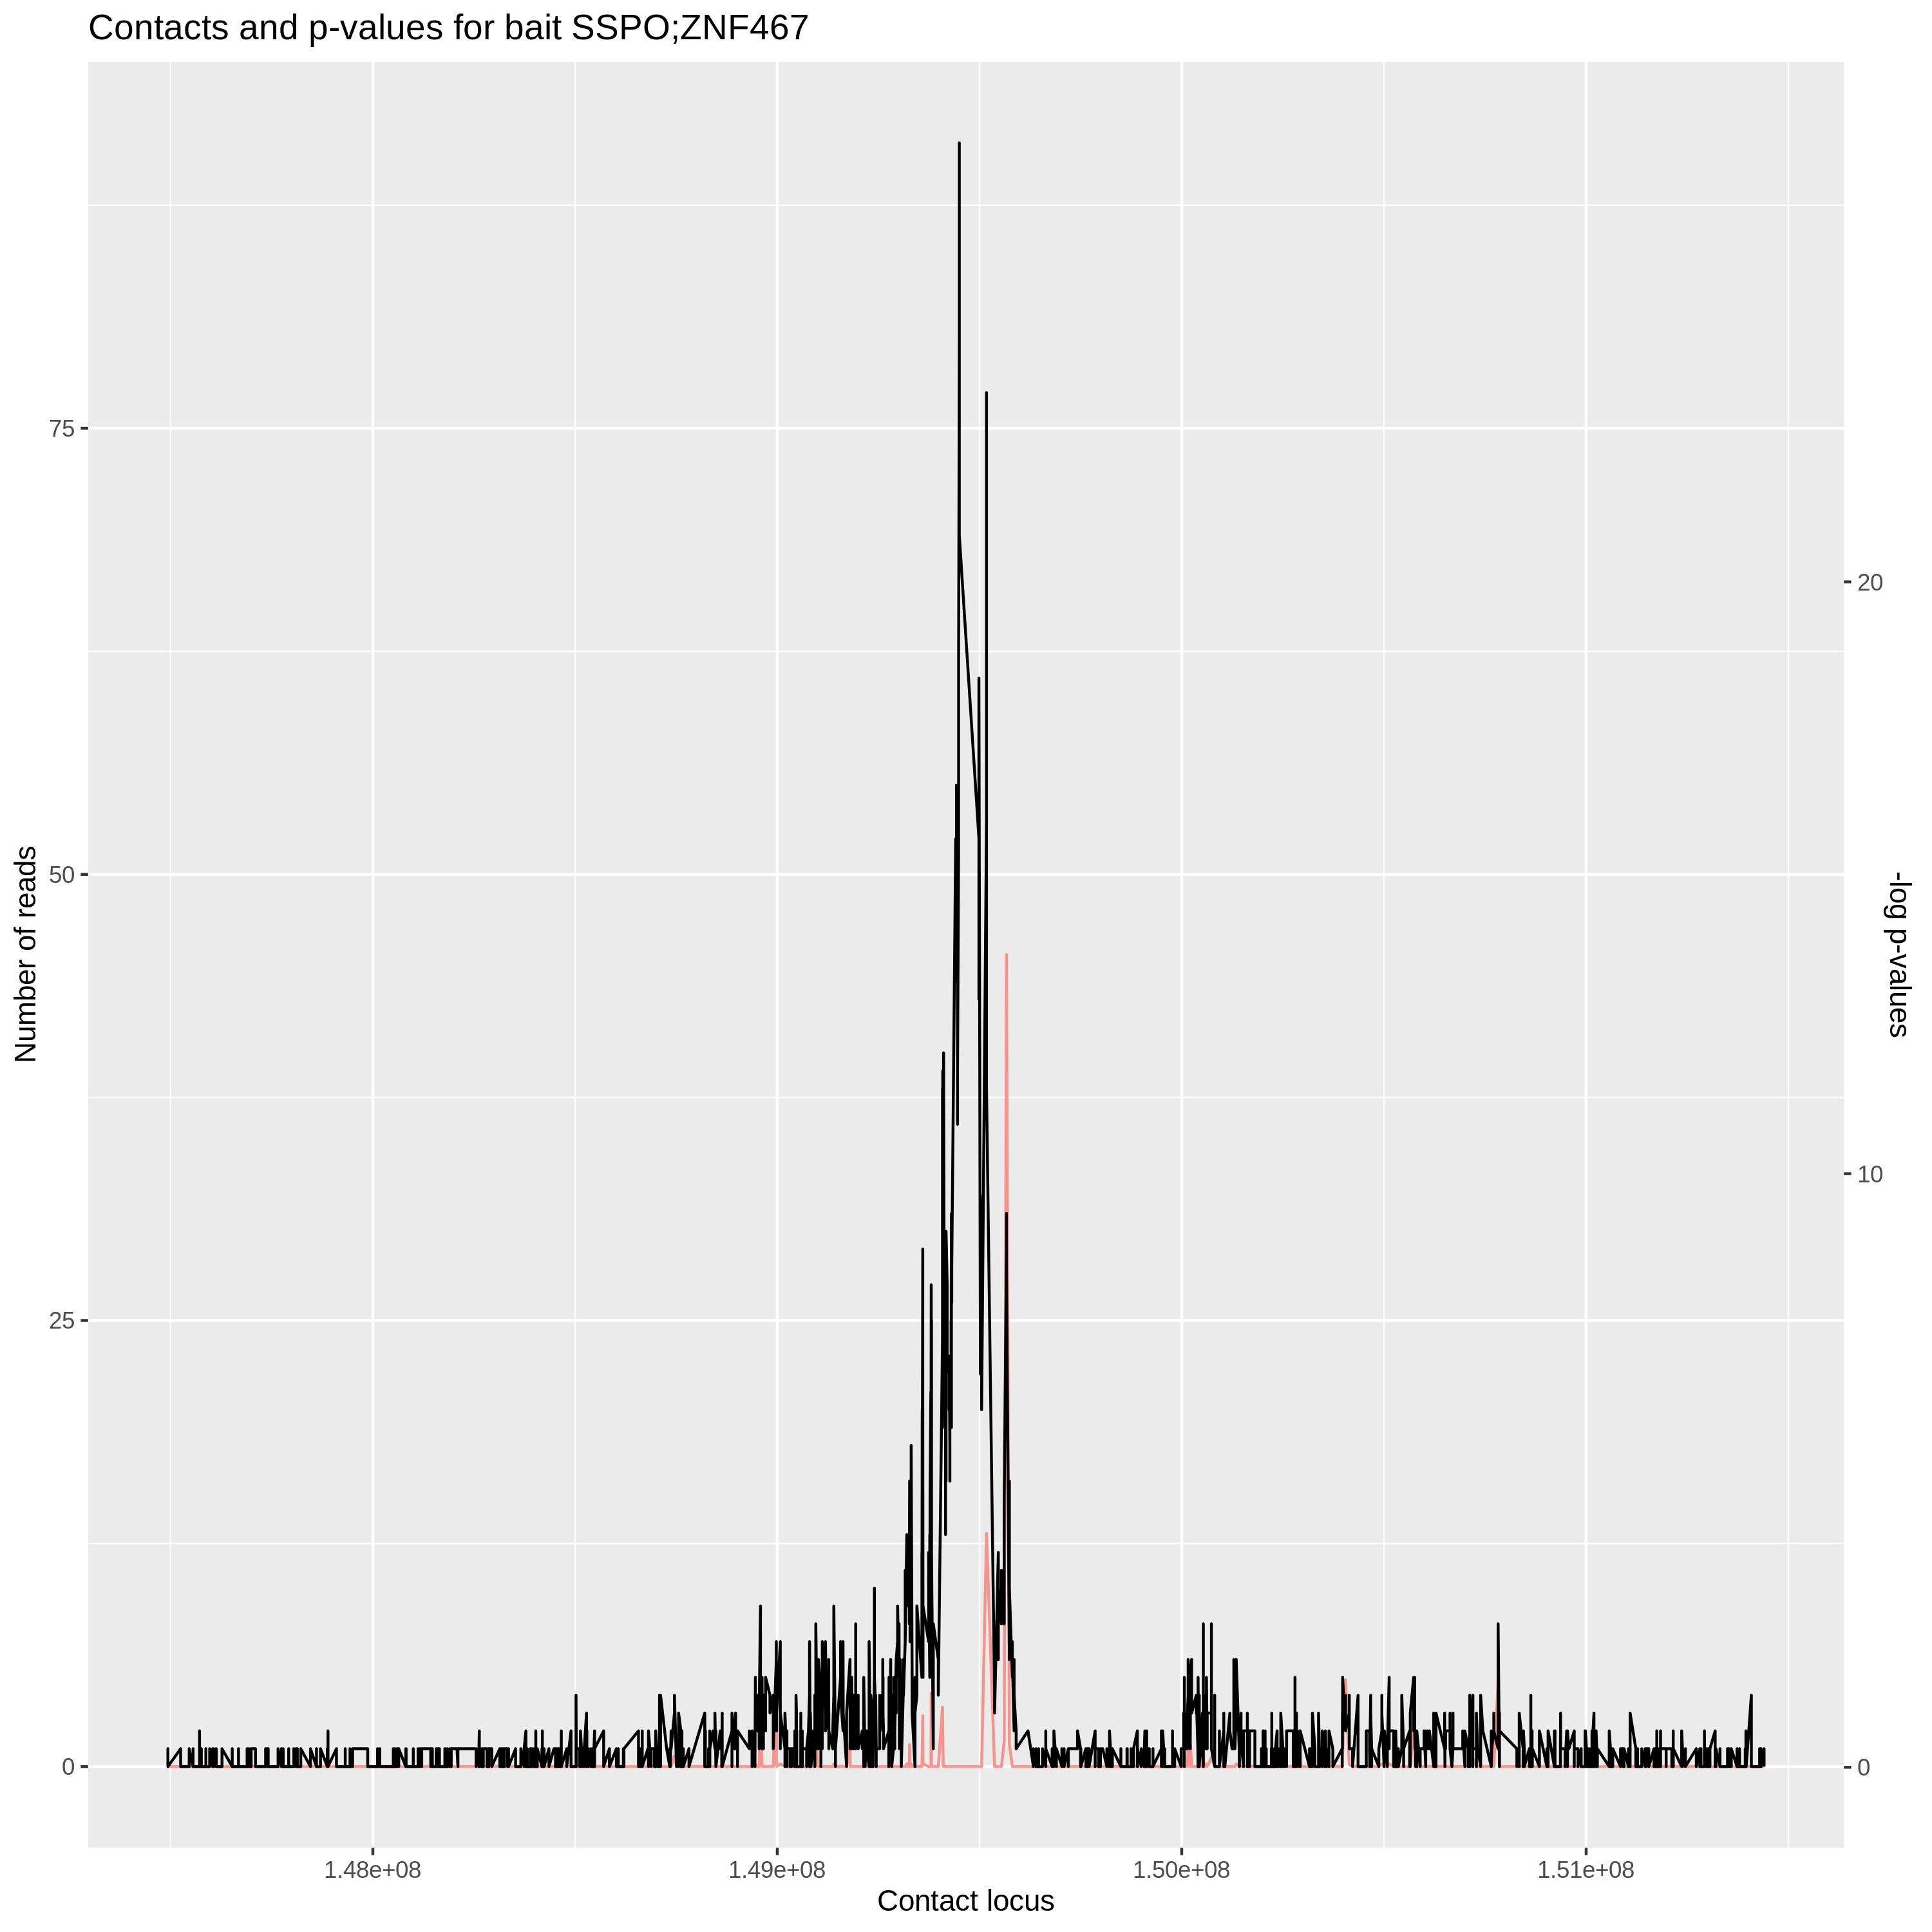 Contacts and p-values for bait SSPO;ZNF467
Number of reads
75
50
25
0
20
10
0
-log p-values
1.48e+08
1.49e+08
1.50e+08
1.51e+08
Contact locus